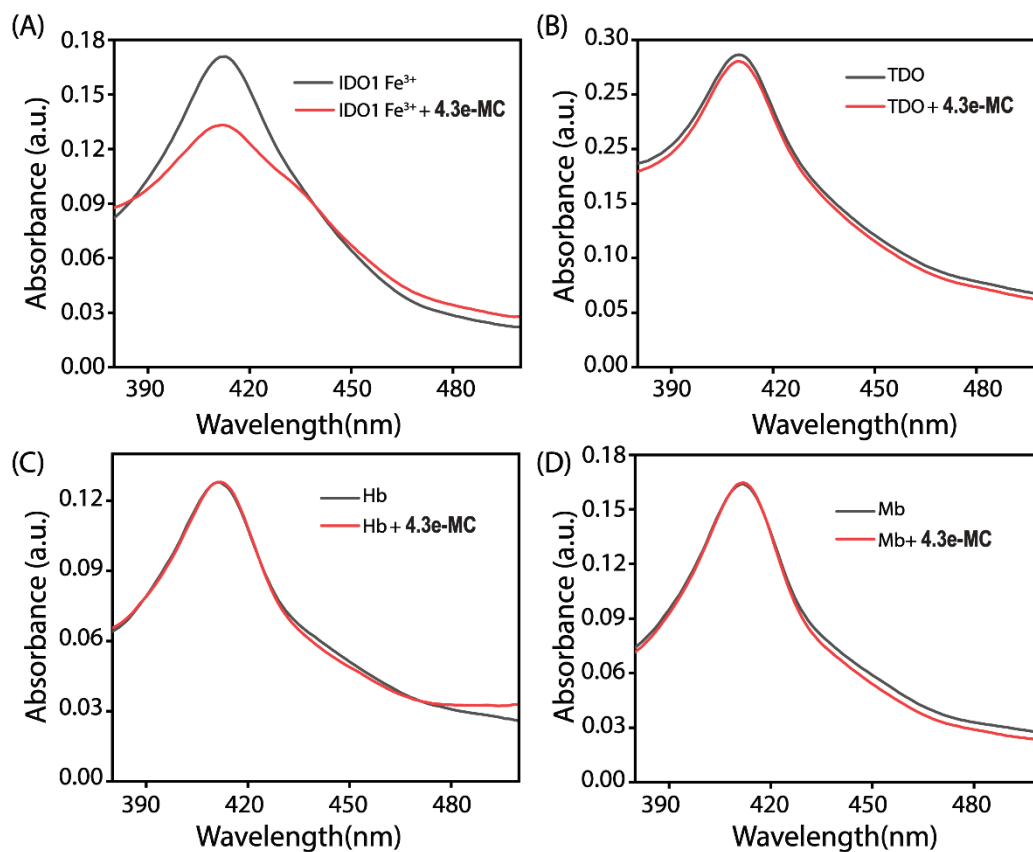 (A)
0.18
0.15
0.12
0.09
0.06
0.03
0.00
Absorbance (a.u.)
IDO1 Fe³⁺
IDO1 Fe³⁺ + 4.3e-MC
390 420 450 480
Wavelength(nm)
(B)
0.30
0.25
0.25
0.15
0.10
0.05
0.00
Absorbance (a.u.)
TDO
TDO + 4.3e-MC
390 420 450 480
Wavelength(nm)
(C)
0.12
0.09
0.06
0.03
0.00
Absorbance (a.u.)
Hb
Hb + 4.3e-MC
390 420 450 480
Wavelength(nm)
(D)
0.18
0.15
0.12
0.09
0.06
0.03
0.00
Absorbance (a.u.)
Mb
Mb+ 4.3e-MC
390 420 450 480
Wavelength(nm)